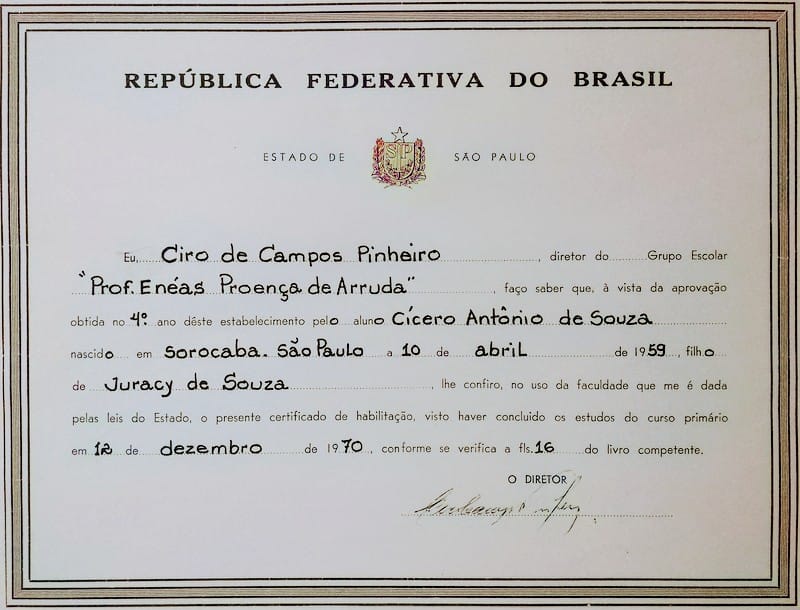 REPÚBLICA FEDERATIVA DO BRASIL
ESTADO DE SP SÃO PAULO
Eu, Ciro de Campos Pinheiro, diretor do Grupo Escolar
"Prof. Enéas Proença de Arruda", faço saber que, à vista da aprovação
obtida no 4º ano dêste estabelecimento pelo aluno Cícero Antônio de Souza
nascido em Sorocaba. São Paulo a 10 de abril de 1959, filho
de Juracy de Souza, lhe confiro, no uso da faculdade que me é dada
pelas leis do Estado, o presente certificado de habilitação, visto haver concluido os estudos do curso primário
em 12 de dezembro de 1970, conforme se verifica a fls. 16 do livro competente.
O DIRETOR